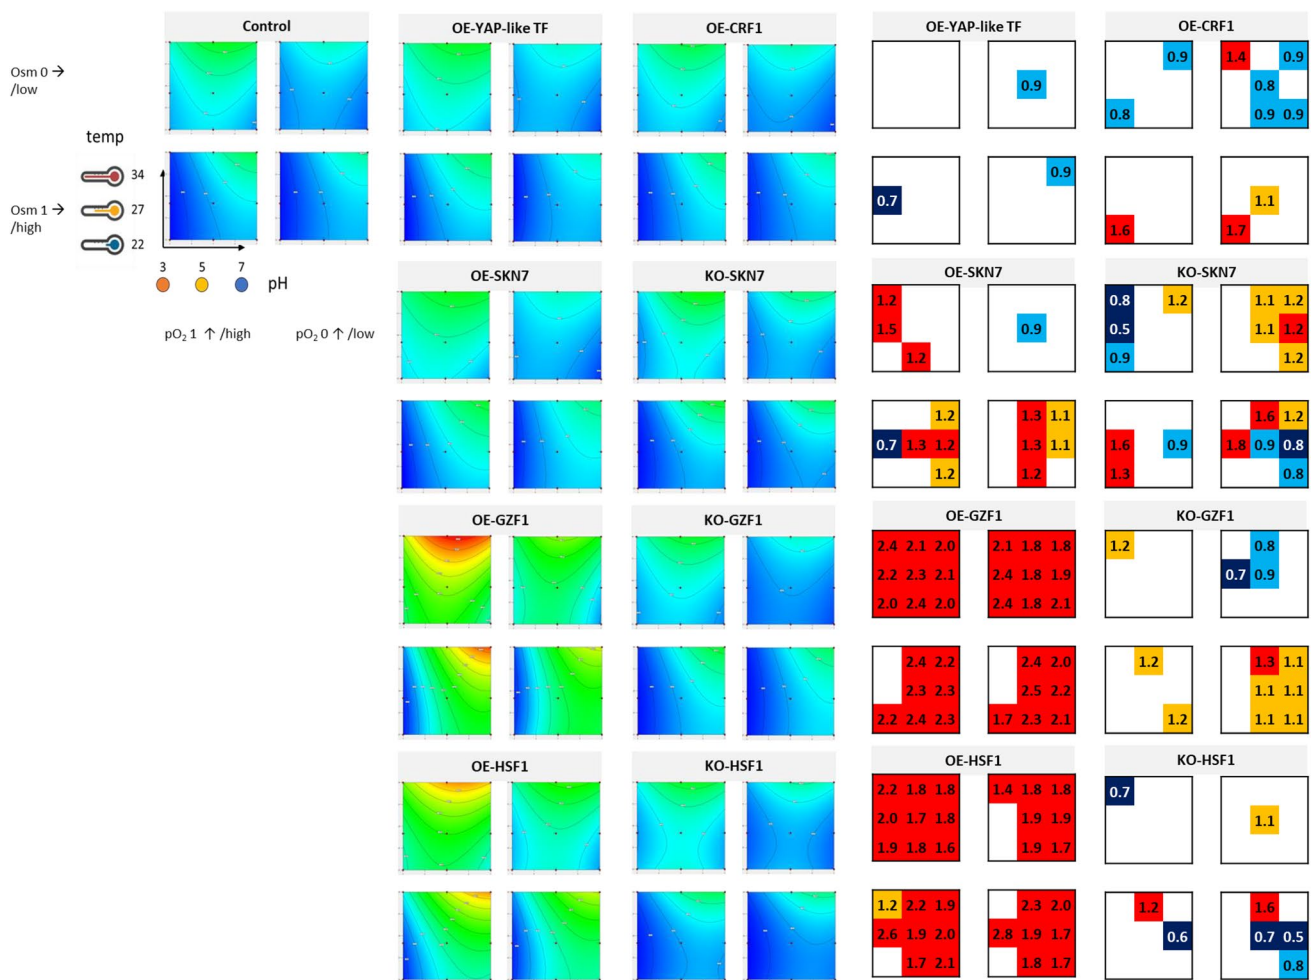 Control
OE-YAP-like TF
OE-CRF1
OE-YAP-like TF
OE-CRF1
Osm 0 →
/low
0.9
0.9
0.8
1.4 0.9
0.8
0.9 0.9
temp
34
27
22
Osm 1 →
/high
3 5 7 pH
pO₂ 1 ↑ /high
pO₂ 0 ↑ /low
0.7
0.9
1.6
1.1
1.7
OE-SKN7
KO-SKN7
OE-SKN7
KO-SKN7
1.2
1.5
1.2
0.9
0.8 1.2
0.5
0.9
1.1 1.2
1.1 1.2
1.2
1.2
0.7 1.3 1.2
1.2
1.3 1.1
1.3 1.1
1.2
1.6 0.9
1.3
1.6 1.2
1.8 0.9 0.8
0.8
OE-GZF1
KO-GZF1
OE-GZF1
KO-GZF1
2.4 2.1 2.0
2.2 2.3 2.1
2.0 2.4 2.0
2.1 1.8 1.8
2.4 1.8 1.9
2.4 1.8 2.1
1.2
0.8
0.7 0.9
2.4 2.2
2.3 2.3
2.2 2.4 2.3
2.4 2.0
2.5 2.2
1.7 2.3 2.1
1.2
1.2
1.3 1.1
1.1 1.1
1.1 1.1
OE-HSF1
KO-HSF1
OE-HSF1
KO-HSF1
2.2 1.8 1.8
2.0 1.7 1.8
1.9 1.8 1.6
1.4 1.8 1.8
1.9 1.9
1.9 1.7
0.7
1.1
1.2 2.2 1.9
2.6 1.9 2.0
1.7 2.1
2.3 2.0
2.8 1.9 1.7
1.8 1.7
1.2
0.6
1.6
0.7 0.5
0.8